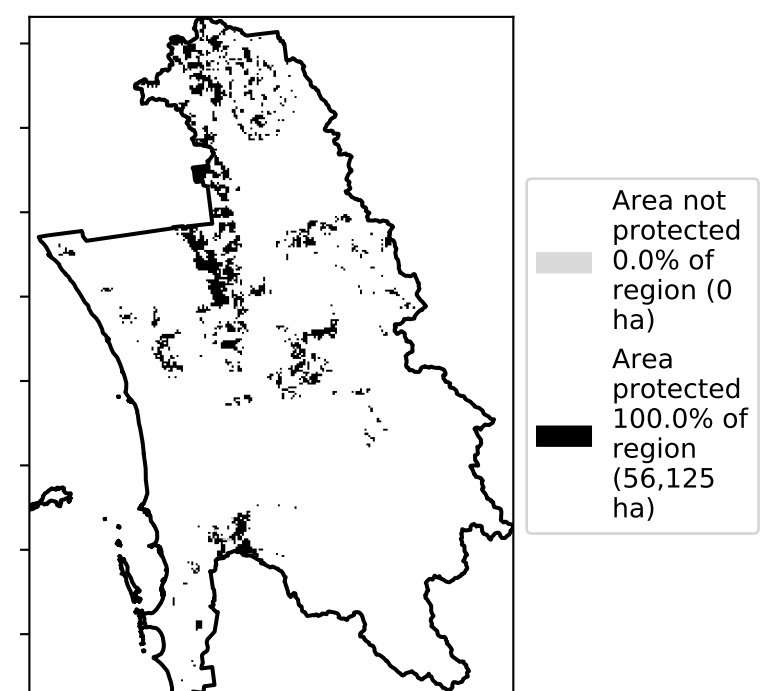 Area not
protected
0.0% of
region (0
ha)
Area
protected
100.0% of
region
(56,125
ha)